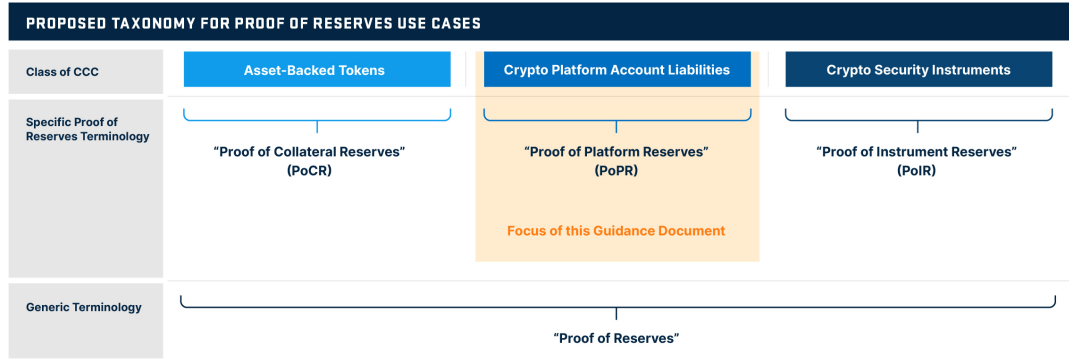 PROPOSED TAXONOMY FOR PROOF OF RESERVES USE CASES
Class of CCC
Asset-Backed Tokens
Crypto Platform Account Liabilities
Crypto Security Instruments
Specific Proof of
Reserves Terminology
“Proof of Collateral Reserves”
(PoCR)
“Proof of Platform Reserves”
(PoPR)
“Proof of Instrument Reserves”
(PoIR)
Focus of this Guidance Document
Generic Terminology
“Proof of Reserves”